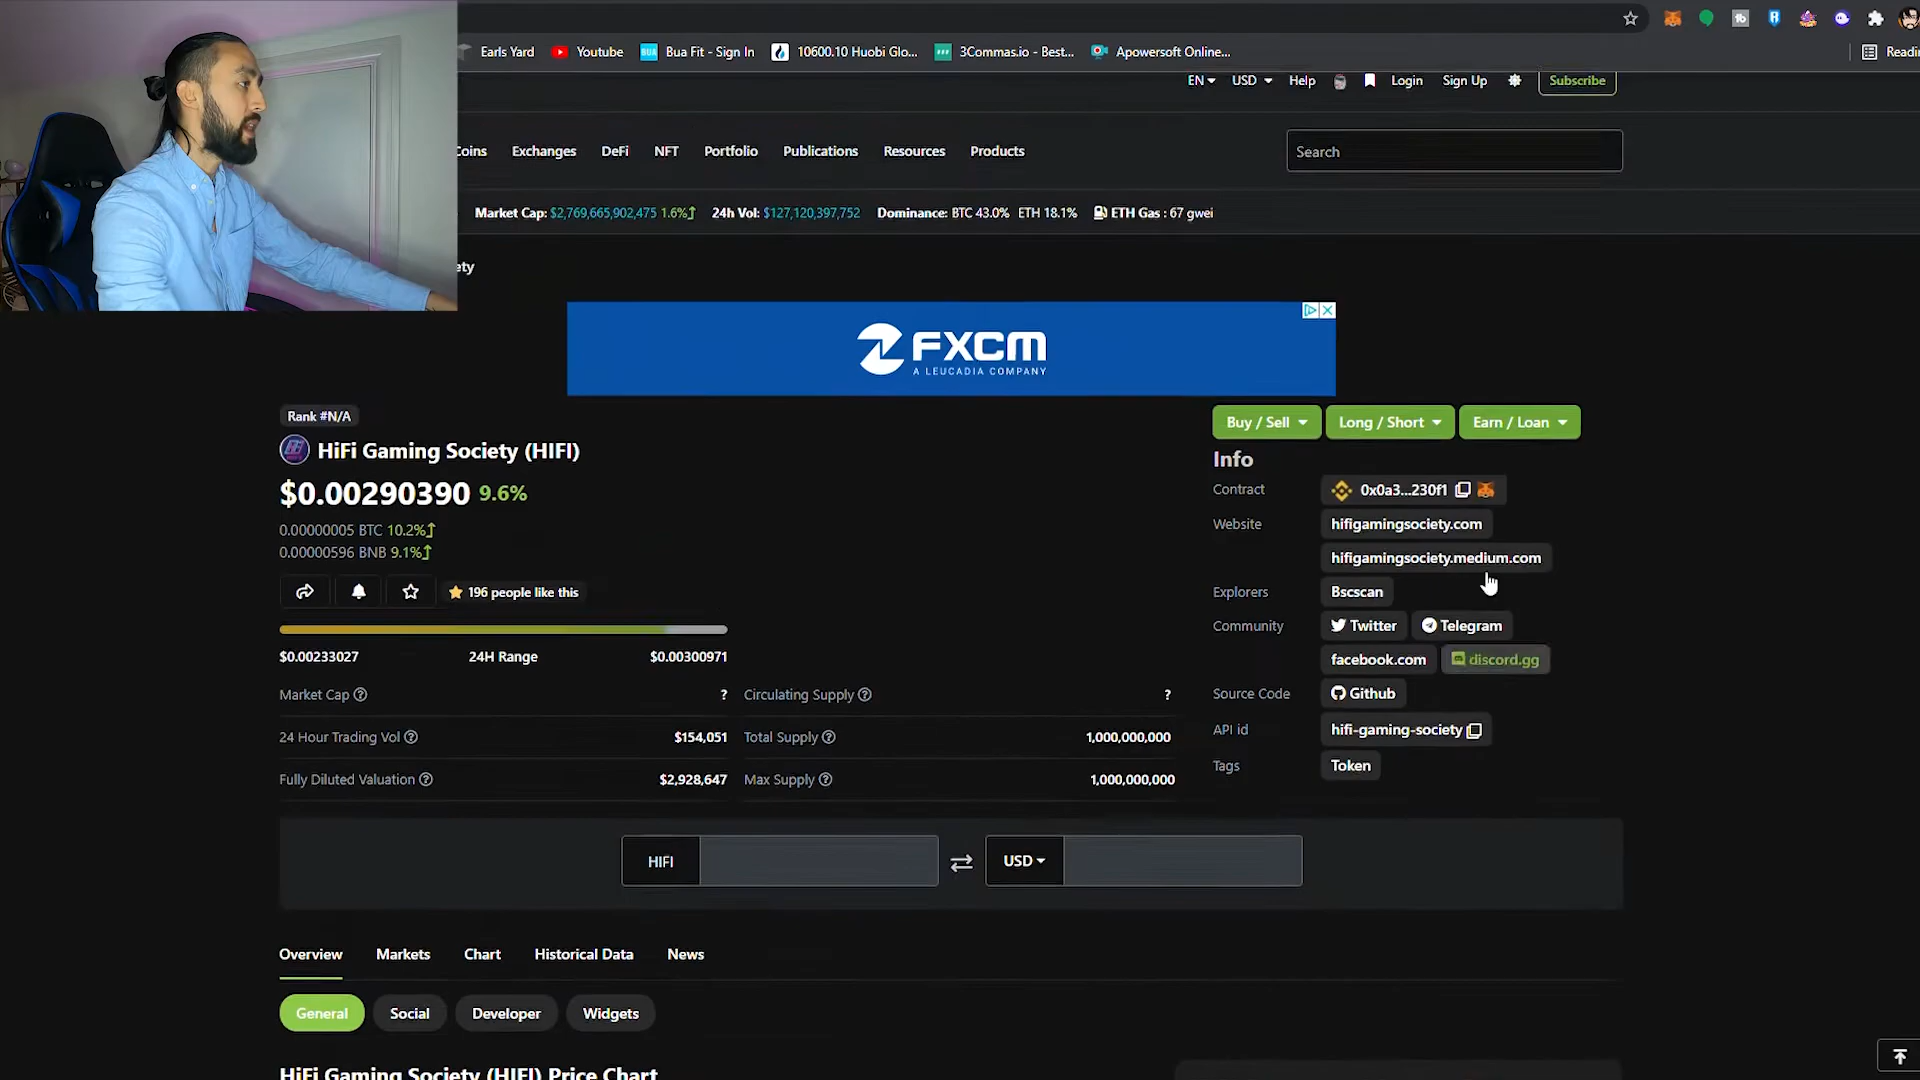 Earls Yard
Youtube
BUA Bua Fit - Sign In
10600.10 Huobi Glo...
3Commas.io - Best...
Apowersoft Online...
EN
USD
Help
Login
Sign Up
Subscribe
Coins
Exchanges
DeFi
NFT
Portfolio
Publications
Resources
Products
Search
Market Cap: $2,769,665,902,475 1.6%
24h Vol: $127,120,397,752
Dominance: BTC 43.0% ETH 18.1%
ETH Gas : 67 gwei
ety
FXCM
A LEUCADIA COMPANY
Rank #N/A
HiFi Gaming Society (HIFI)
$0.00290390 9.6%
0.00000005 BTC 10.2%
0.00000596 BNB 9.1%
196 people like this
$0.00233027 24H Range $0.00300971
Market Cap ?
Circulating Supply ?
24 Hour Trading Vol $154,051
Total Supply 1,000,000,000
Fully Diluted Valuation $2,928,647
Max Supply 1,000,000,000
Buy / Sell
Long / Short
Earn / Loan
Info
Contract 0x0a3...230f1
Website hifigamingsociety.com
hifigamingsociety.medium.com
Explorers Bscscan
Community Twitter Telegram
facebook.com discord.gg
Source Code Github
API id hifi-gaming-society
Tags Token
HIFI
USD
Overview
Markets
Chart
Historical Data
News
General
Social
Developer
Widgets
HiFi Gaming Society (HIFI) Price Chart